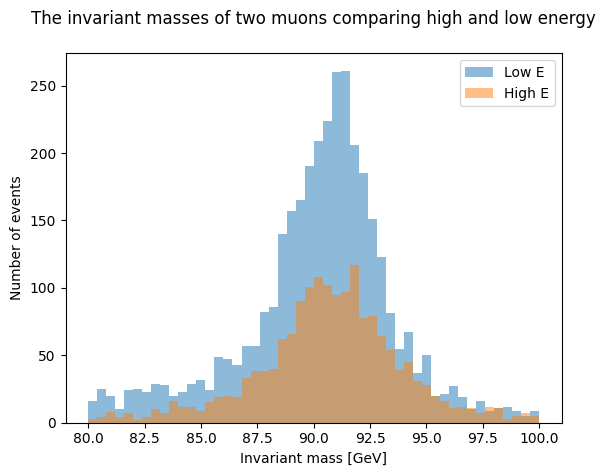 The invariant masses of two muons comparing high and low energy
Low E
High E
Number of events
250
200
150
100
50
0
80.0 82.5 85.0 87.5 90.0 92.5 95.0 97.5 100.0
Invariant mass [GeV]